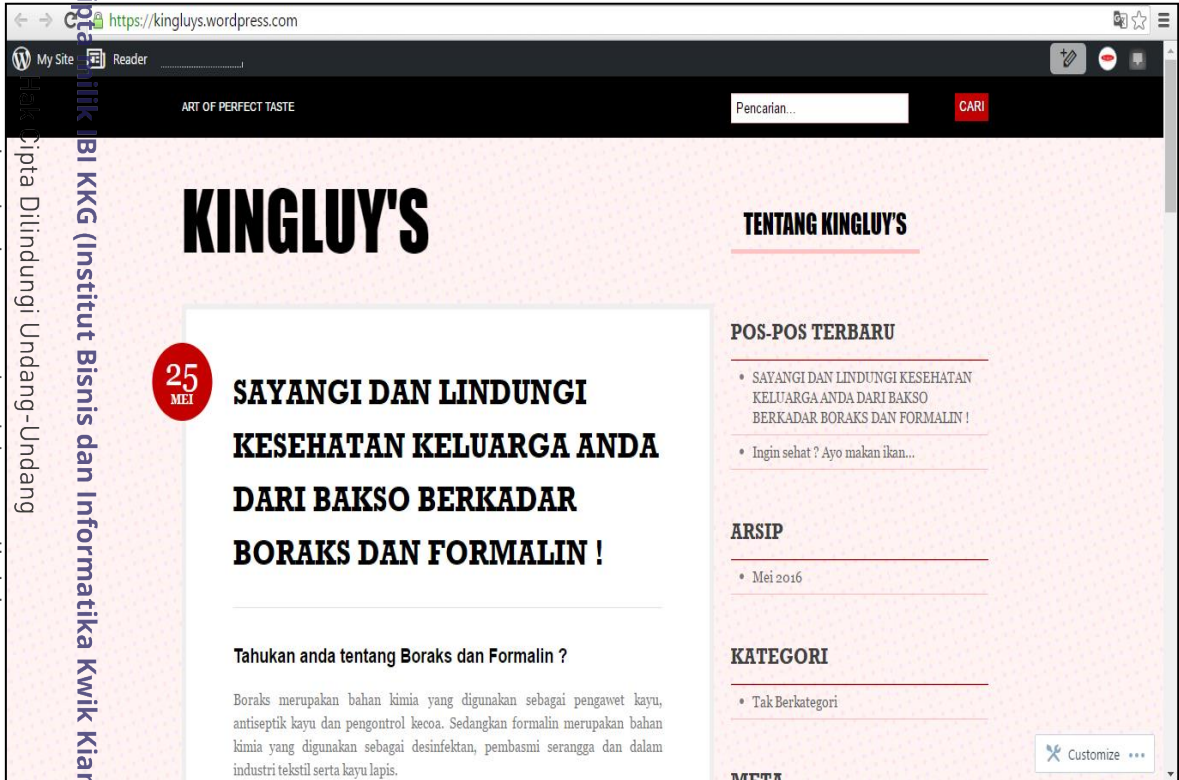 https://kingluys.wordpress.com
My Site
Reader
ART OF PERFECT TASTE
Pencarian...
CARI
KINGLUY'S
TENTANG KINGLUY'S
25
MEI
SAYANGI DAN LINDUNGI
KESEHATAN KELUARGA ANDA
DARI BAKSO BERKADAR
BORAKS DAN FORMALIN !
Tahukan anda tentang Boraks dan Formalin ?
Boraks merupakan bahan kimia yang digunakan sebagai pengawet kayu,
antiseptik kayu dan pengontrol kecoa. Sedangkan formalin merupakan bahan
kimia yang digunakan sebagai desinfektan, pembasmi serangga dan dalam
industri tekstil serta kayu lapis.
POS-POS TERBARU
• SAYANGI DAN LINDUNGI KESEHATAN
KELUARGA ANDA DARI BAKSO
BERKADAR BORAKS DAN FORMALIN !
• Ingin sehat ? Ayo makan ikan...
ARSIP
• Mei 2016
KATEGORI
• Tak Berkategori
META
Customize
Hak Cipta Dilindungi Undang-Undang
milik IBI KKG (Institut Bisnis dan Informatika Kwik Kian